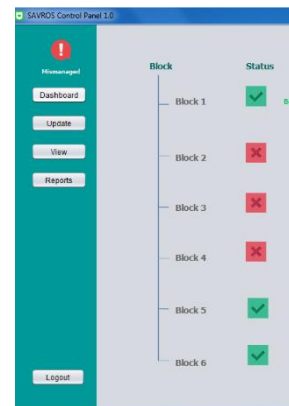 SAVROS Control Panel 1.0
Mismanaged
Dashboard
Update
View
Reports
Logout
Block Status
Block 1
Block 2
Block 3
Block 4
Block 5
Block 6